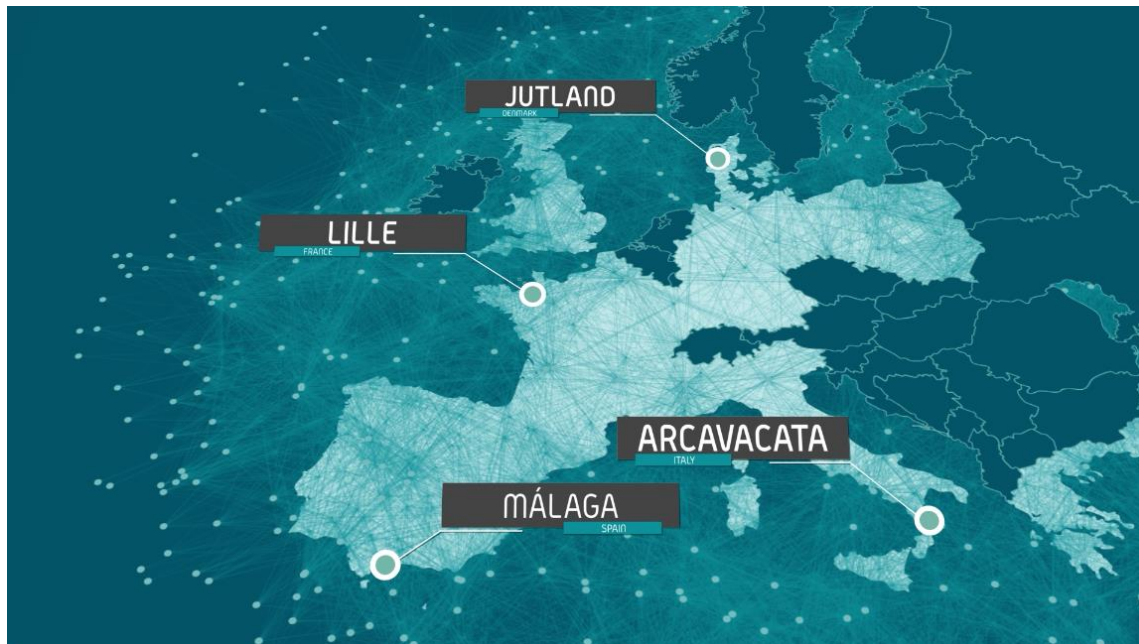 JUTLAND
DENMARK
LILLE
FRANCE
ARCAVACATA
ITALY
MÁLAGA
SPAIN